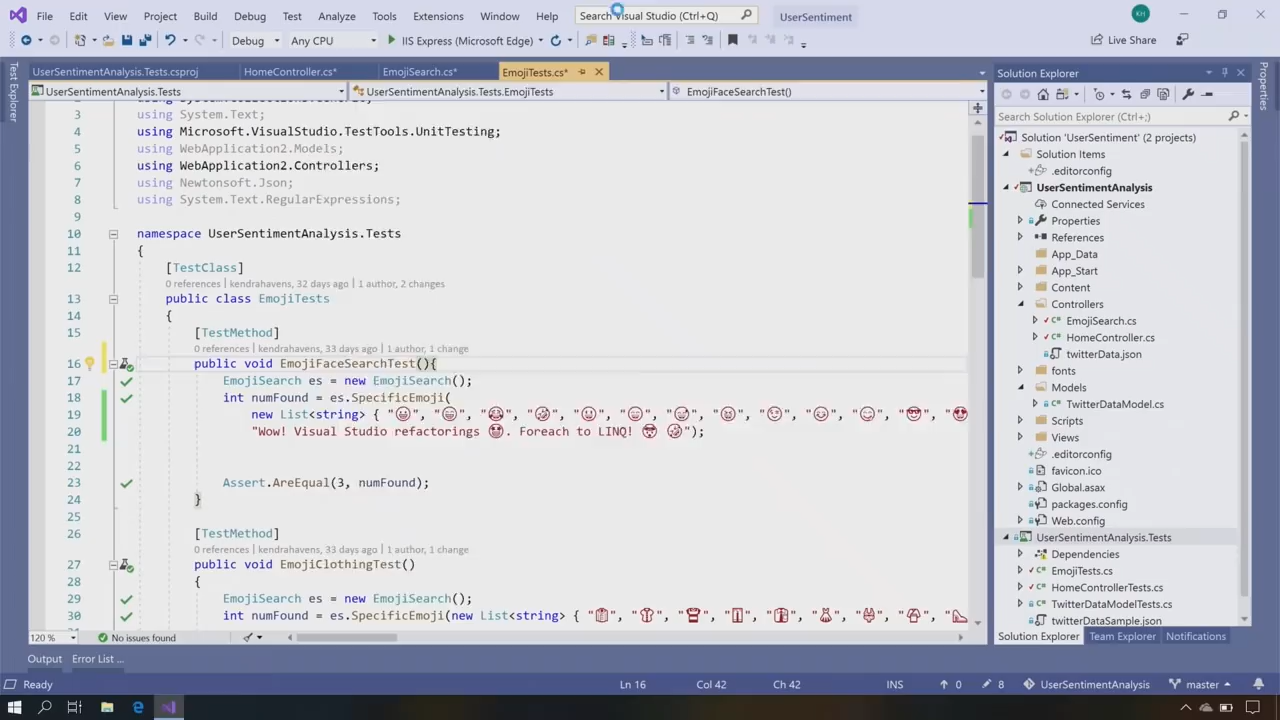 File Edit View Project Build Debug Test Analyze Tools Extensions Window Help Search Visual Studio (Ctrl+Q) UserSentiment KH
Debug Any CPU IIS Express (Microsoft Edge) Live Share
Test Explorer
UserSentimentAnalysis.Tests.csproj HomeController.cs* EmojiSearch.cs* EmojiTests.cs*
UserSentimentAnalysis.Tests UserSentimentAnalysis.Tests.EmojiTests EmojiFaceSearchTest()
3 using System.Text;
4 using Microsoft.VisualStudio.TestTools.UnitTesting;
5 using WebApplication2.Models;
6 using WebApplication2.Controllers;
7 using Newtonsoft.Json;
8 using System.Text.RegularExpressions;
9
10 namespace UserSentimentAnalysis.Tests
11 {
12 [TestClass]
0 references | kendrahavens, 32 days ago | 1 author, 2 changes
13 public class EmojiTests
14 {
15 [TestMethod]
0 references | kendrahavens, 33 days ago | 1 author, 1 change
16 public void EmojiFaceSearchTest(){
17 EmojiSearch es = new EmojiSearch();
18 int numFound = es.SpecificEmoji(
19 new List<string> { "
20 "Wow! Visual Studio refactorings . Foreach to LINQ! ");
21
22
23 Assert.AreEqual(3, numFound);
24 }
25
26 [TestMethod]
0 references | kendrahavens, 33 days ago | 1 author, 1 change
27 public void EmojiClothingTest()
28 {
29 EmojiSearch es = new EmojiSearch();
30 int numFound = es.SpecificEmoji(new List<string> { "
120 % No issues found
Output Error List ...
Ready Ln 16 Col 42 Ch 42 INS 0 8 UserSentimentAnalysis master
Solution Explorer
Search Solution Explorer (Ctrl+;)
Solution 'UserSentiment' (2 projects)
Solution Items
.editorconfig
UserSentimentAnalysis
Connected Services
Properties
References
App_Data
App_Start
Content
Controllers
EmojiSearch.cs
HomeController.cs
twitterData.json
fonts
Models
TwitterDataModel.cs
Scripts
Views
.editorconfig
favicon.ico
Global.asax
packages.config
Web.config
UserSentimentAnalysis.Tests
Dependencies
EmojiTests.cs
HomeControllerTests.cs
TwitterDataModelTests.cs
twitterDataSample.json
Solution Explorer Team Explorer Notifications
Properties